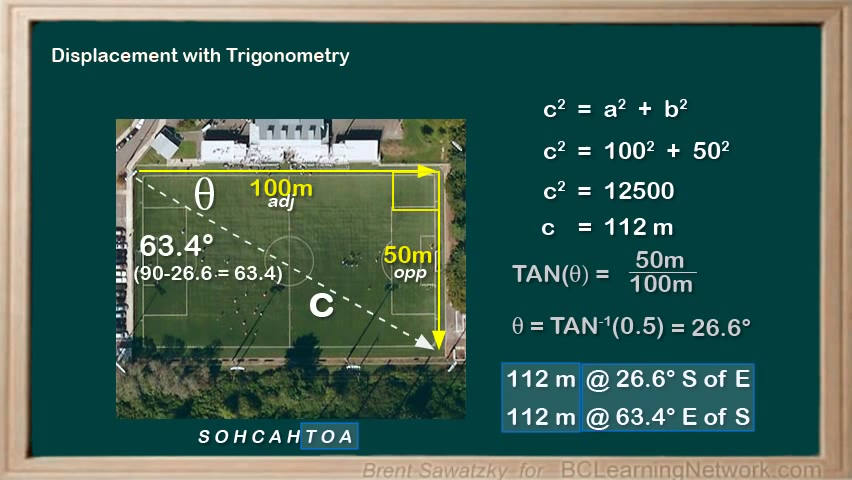 Displacement with Trigonometry
c² = a² + b²
c² = 100² + 50²
c² = 12500
c = 112 m
TAN(θ) = 50m
100m
θ = TAN⁻¹(0.5) = 26.6°
112 m @ 26.6° S of E
112 m @ 63.4° E of S
θ
100m
adj
63.4°
(90-26.6 = 63.4)
50m
opp
C
SOHCAHTOA
Brent Sawatzky for BCLearningNetwork.com